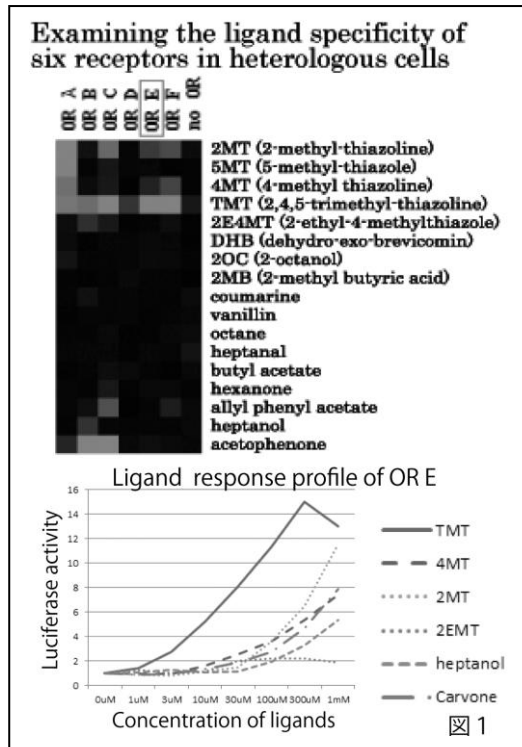 Examining the ligand specificity of
six receptors in heterologous cells
OR A
OR B
OR C
OR D
OR E
OR F
no OR
2MT (2-methyl-thiazoline)
5MT (5-methyl-thiazole)
4MT (4-methyl thiazoline)
TMT (2,4,5-trimethyl-thiazoline)
2E4MT (2-ethyl-4-methylthiazole)
DHB (dehydro-exo-brevicomin)
2OC (2-octanol)
2MB (2-methyl butyric acid)
coumarine
vanillin
octane
heptanal
butyl acetate
hexanone
allyl phenyl acetate
heptanol
acetophenone
Ligand response profile of OR E
Luciferase activity
16
14
12
10
8
6
4
2
0
0uM 1uM 3uM 10uM 30uM 100uM 300uM 1mM
Concentration of ligands
TMT
4MT
2MT
2EMT
heptanol
Carvone
図 1